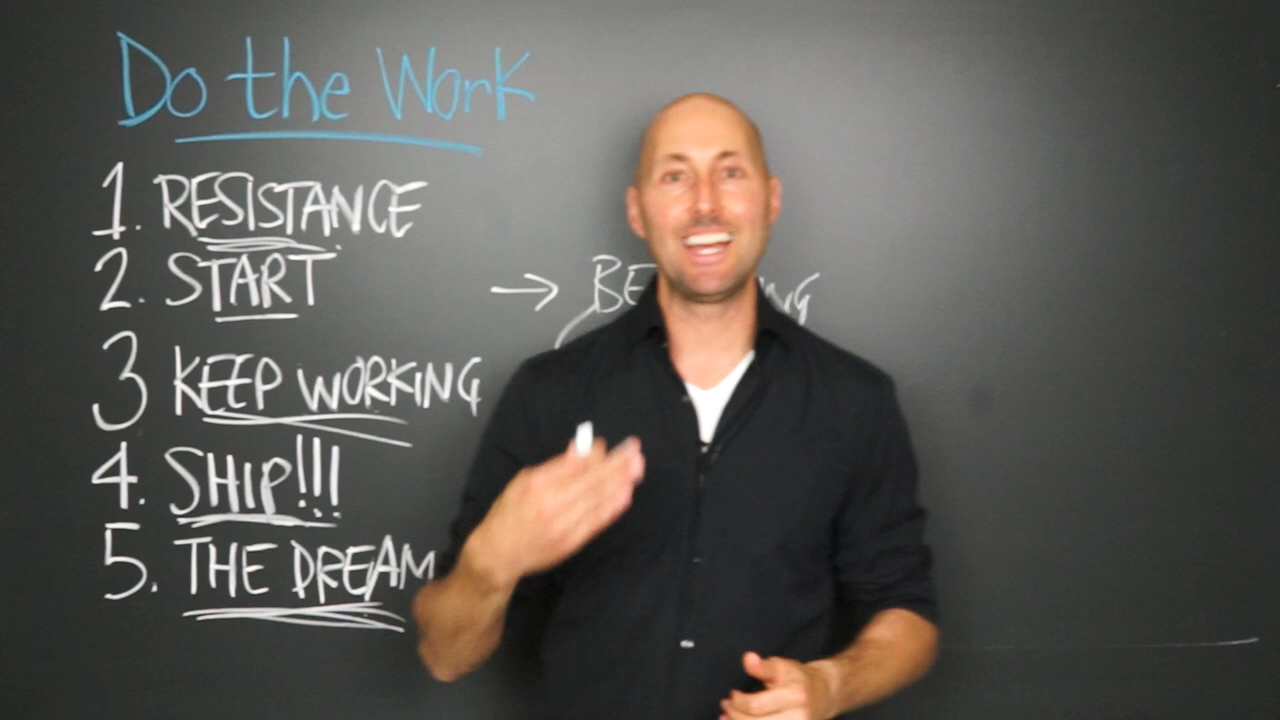 Do the Work
1. RESISTANCE
2. START →
3 KEEP WORKING
4. SHIP!!!
5. THE DREAM